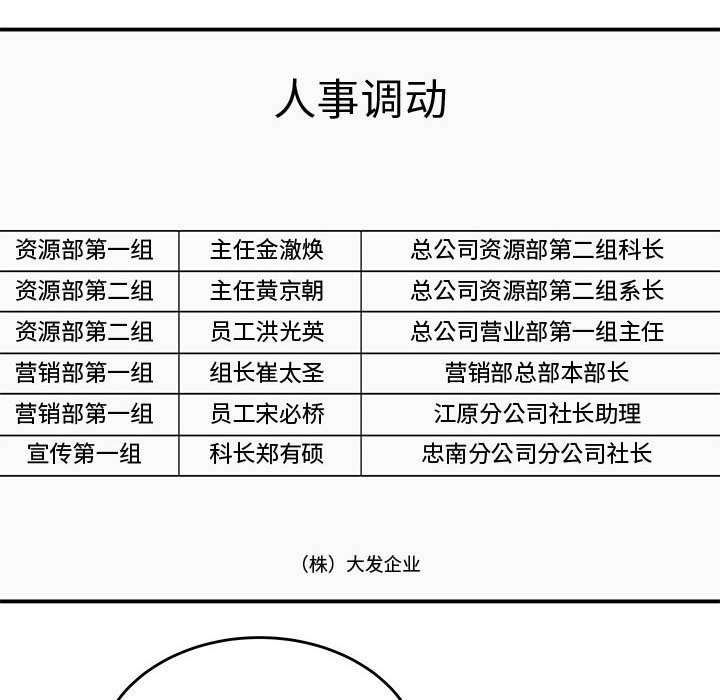 人事调动
资源部第一组 主任金澈焕 总公司资源部第二组科长
资源部第二组 主任黄京朝 总公司资源部第二组系长
资源部第二组 员工洪光英 总公司营业部第一组主任
营销部第一组 组长崔太圣 营销部总部本部长
营销部第一组 员工宋必桥 江原分公司社长助理
宣传第一组 科长郑有硕 忠南分公司分公司社长
（株）大发企业